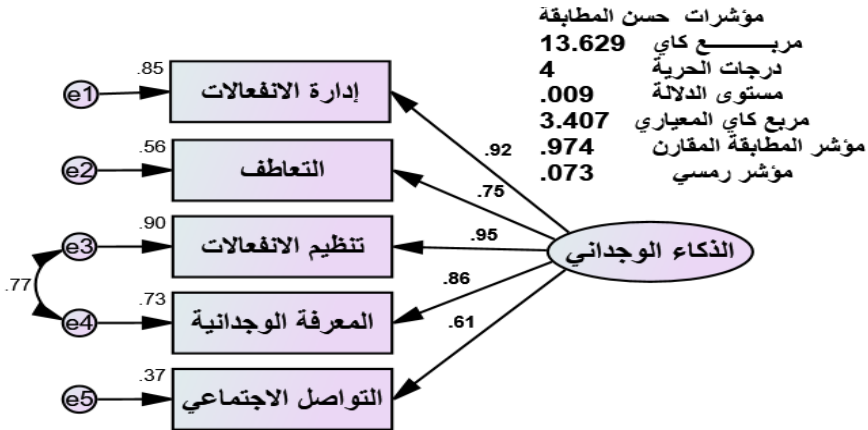 مؤشرات حسن المطابقة
مربـــــــع كاي 13.629
درجات الحرية 4
مستوى الدلالة .009
مربع كاي المعياري 3.407
مؤشر المطابقة المقارن .974
مؤشر رمسي .073
e1
.85
إدارة الانفعالات
.92
e2
.56
التعاطف
.75
e3
.90
تنظيم الانفعالات
.95
الذكاء الوجداني
.77
e4
.73
المعرفة الوجدانية
.86
e5
.37
التواصل الاجتماعي
.61